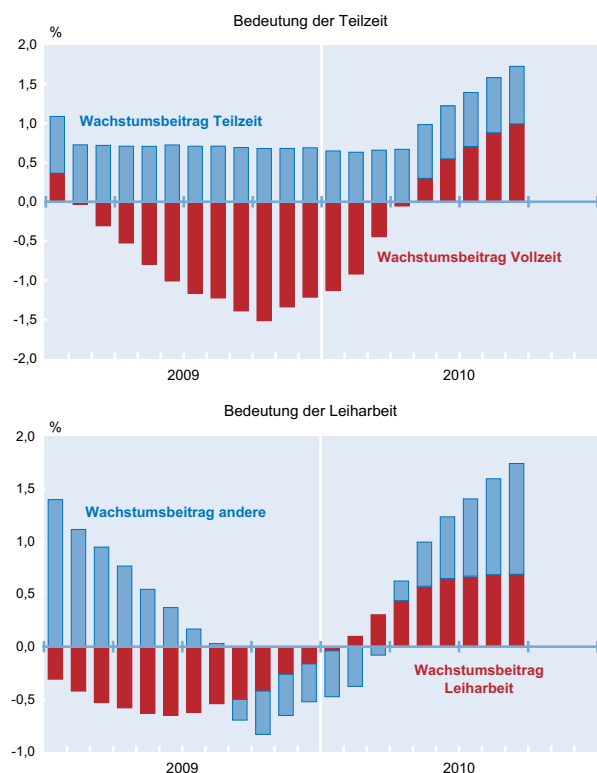 Bedeutung der Teilzeit
%
2,0
1,5
Wachstumsbeitrag Teilzeit
1,0
0,5
0,0
-0,5
Wachstumsbeitrag Vollzeit
-1,0
-1,5
-2,0
2009 2010
Bedeutung der Leiharbeit
%
2,0
1,5
Wachstumsbeitrag andere
1,0
0,5
0,0
Wachstumsbeitrag
Leiharbeit
-0,5
-1,0
2009 2010